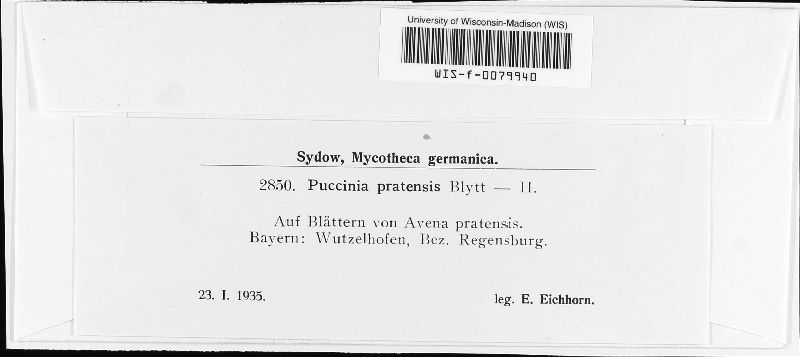 University of Wisconsin-Madison (WIS)
WIS-f-0079940
Sydow, Mycotheca germanica.
2850. Puccinia pratensis Blytt — II.
Auf Blättern von Avena pratensis.
Bayern: Wutzelhofen, Bez. Regensburg.
23. I. 1935. leg. E. Eichhorn.